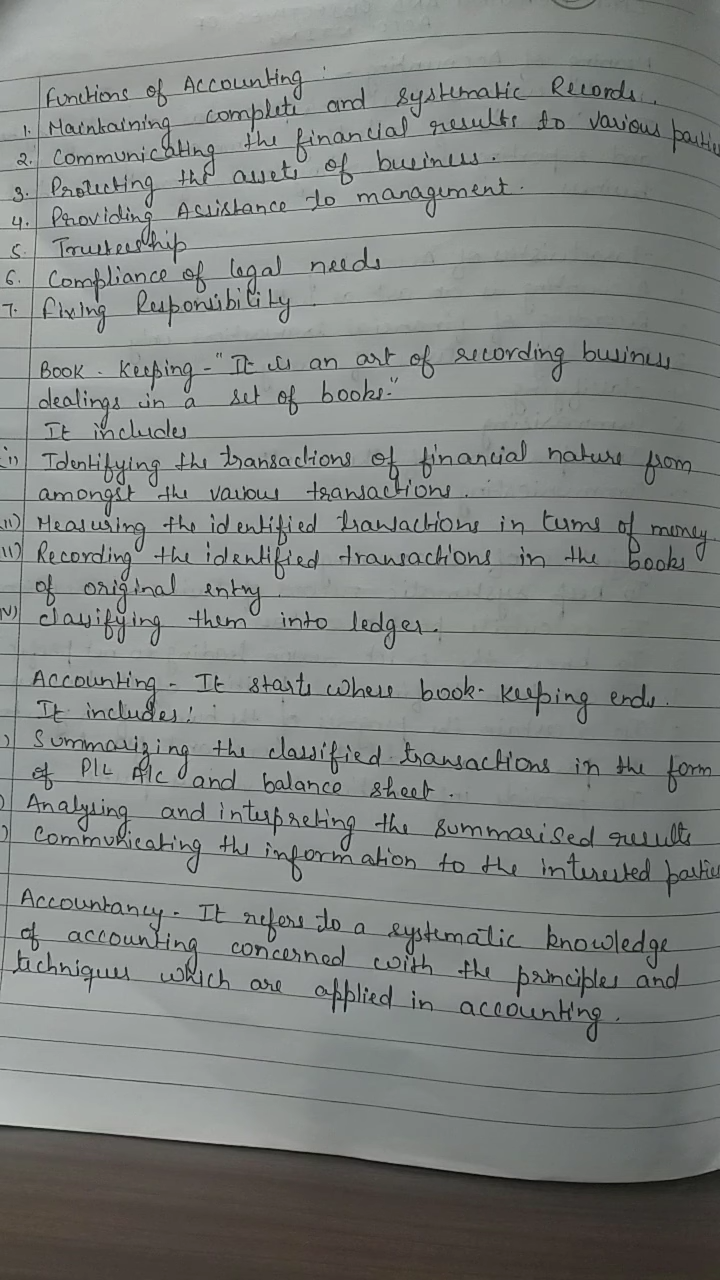 Functions of Accounting :
1. Maintaining complete and systematic Records.
2. Communicating the financial results to various partie
3. Protecting the assets of business.
4. Providing Assistance to management.
5. Trusteeship
6. Compliance of legal needs
7. Fixing Responsibility.
Book - Keeping - "It is an art of recording business
dealings in a set of books."
It includes
i) Identifying the transactions of financial nature from
amongst the various transactions.
ii) Measuring the identified transactions in terms of money
iii) Recording the identified transactions in the books
of original entry.
iv) classifying them into ledger.
Accounting - It starts where book-keeping ends.
It includes:
) Summarizing the classified transactions in the form
of P/L A/c and balance sheet.
) Analysing and interpreting the summarised results
) Communicating the information to the interested partie
Accountancy - It refers to a systematic knowledge
of accounting concerned with the principles and
techniques which are applied in accounting.